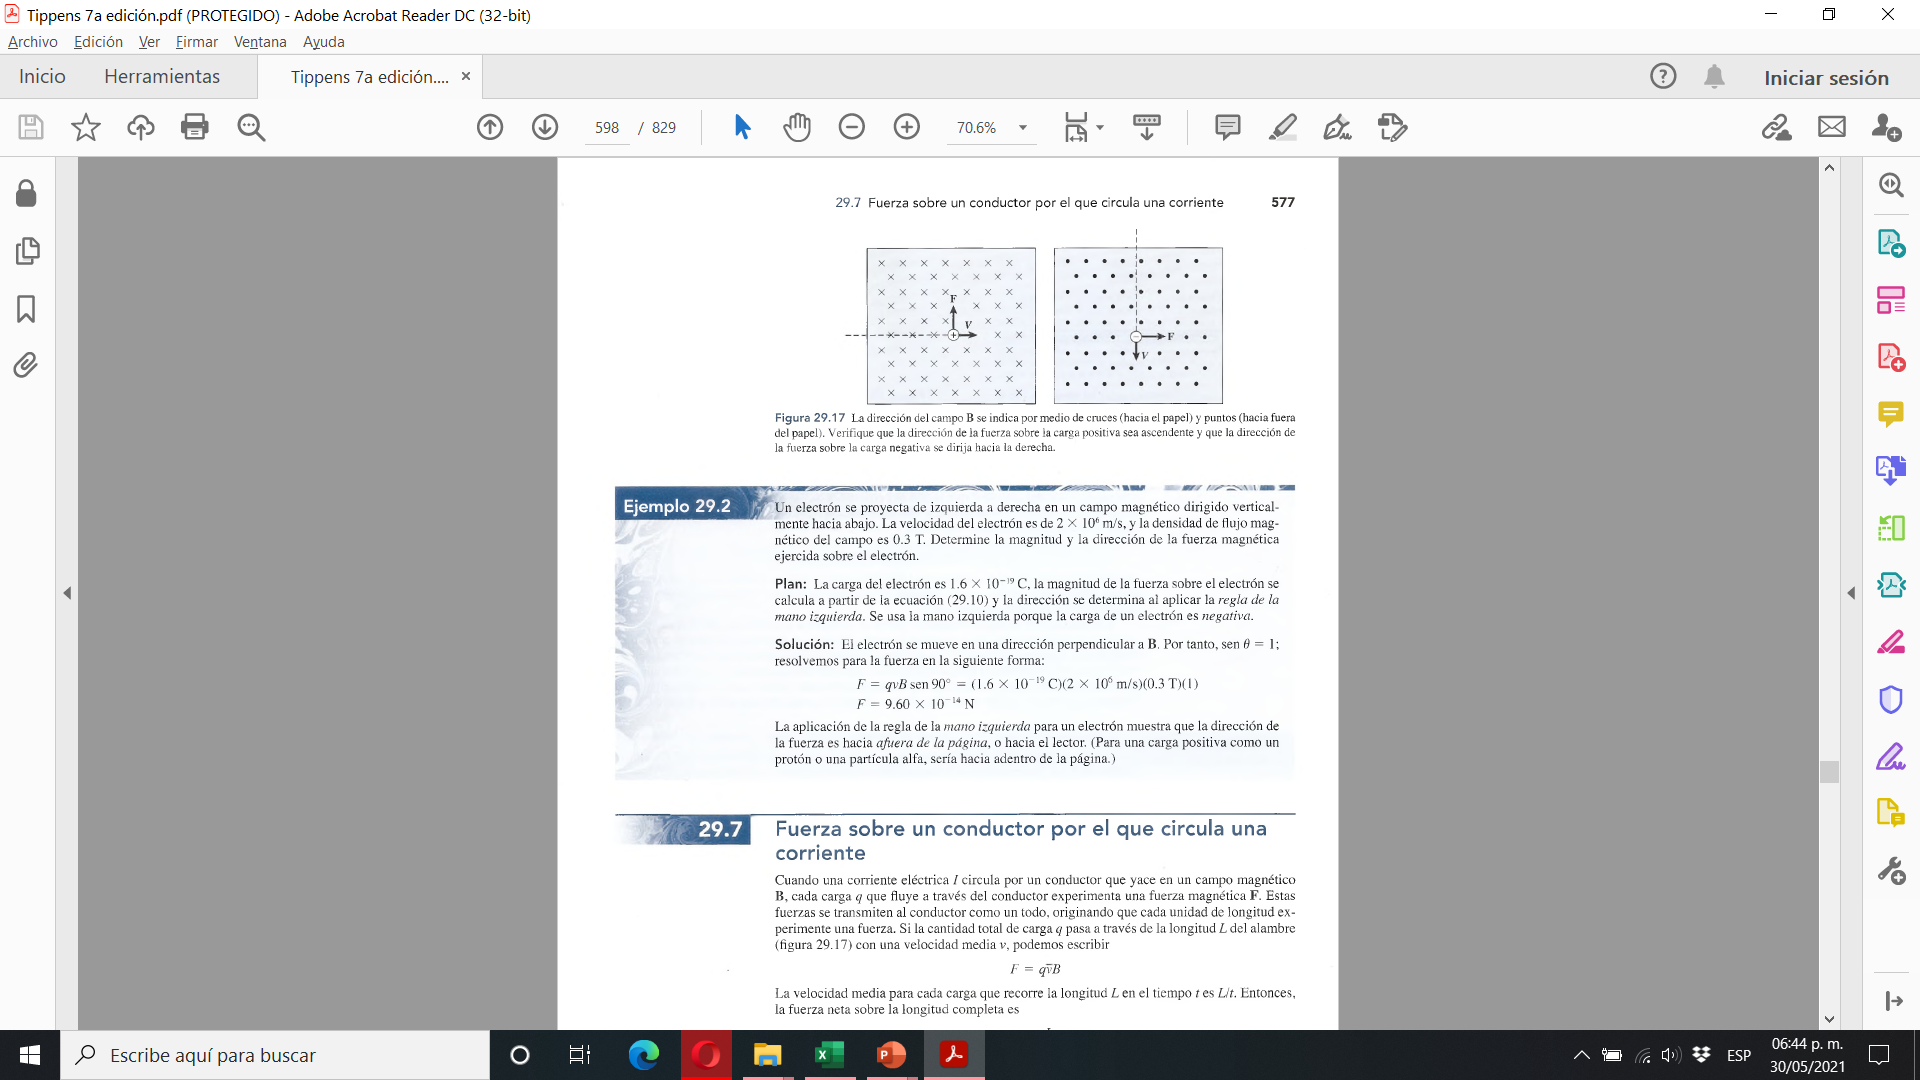 Tippens 7a edición.pdf (PROTEGIDO) - Adobe Acrobat Reader DC (32-bit)
Archivo Edición Ver Firmar Ventana Ayuda
Inicio Herramientas Tippens 7a edición.... × Iniciar sesión
598 / 829 70.6%
29.7 Fuerza sobre un conductor por el que circula una corriente 577
F
V
F
V
Figura 29.17 La dirección del campo B se indica por medio de cruces (hacia el papel) y puntos (hacia fuera
del papel). Verifique que la dirección de la fuerza sobre la carga positiva sea ascendente y que la dirección de
la fuerza sobre la carga negativa se dirija hacia la derecha.
Ejemplo 29.2
Un electrón se proyecta de izquierda a derecha en un campo magnético dirigido vertical-
mente hacia abajo. La velocidad del electrón es de 2 × 10⁶ m/s, y la densidad de flujo mag-
nético del campo es 0.3 T. Determine la magnitud y la dirección de la fuerza magnética
ejercida sobre el electrón.
Plan: La carga del electrón es 1.6 × 10⁻¹⁹ C, la magnitud de la fuerza sobre el electrón se
calcula a partir de la ecuación (29.10) y la dirección se determina al aplicar la regla de la
mano izquierda. Se usa la mano izquierda porque la carga de un electrón es negativa.
Solución: El electrón se mueve en una dirección perpendicular a B. Por tanto, sen θ = 1;
resolvemos para la fuerza en la siguiente forma:
F = qvB sen 90° = (1.6 × 10⁻¹⁹ C)(2 × 10⁶ m/s)(0.3 T)(1)
F = 9.60 × 10⁻¹⁴ N
La aplicación de la regla de la mano izquierda para un electrón muestra que la dirección de
la fuerza es hacia afuera de la página, o hacia el lector. (Para una carga positiva como un
protón o una partícula alfa, sería hacia adentro de la página.)
29.7 Fuerza sobre un conductor por el que circula una
corriente
Cuando una corriente eléctrica I circula por un conductor que yace en un campo magnético
B, cada carga q que fluye a través del conductor experimenta una fuerza magnética F. Estas
fuerzas se transmiten al conductor como un todo, originando que cada unidad de longitud ex-
perimente una fuerza. Si la cantidad total de carga q pasa a través de la longitud L del alambre
(figura 29.17) con una velocidad media v, podemos escribir
F = qv̄B
La velocidad media para cada carga que recorre la longitud L en el tiempo t es L/t. Entonces,
la fuerza neta sobre la longitud completa es
Escribe aquí para buscar
ESP
06:44 p. m.
30/05/2021